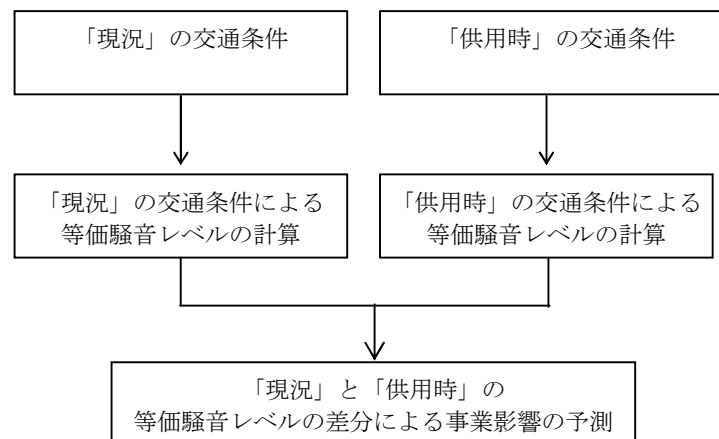 「現況」の交通条件
「供用時」の交通条件
「現況」の交通条件による
等価騒音レベルの計算
「供用時」の交通条件による
等価騒音レベルの計算
「現況」と「供用時」の
等価騒音レベルの差分による事業影響の予測